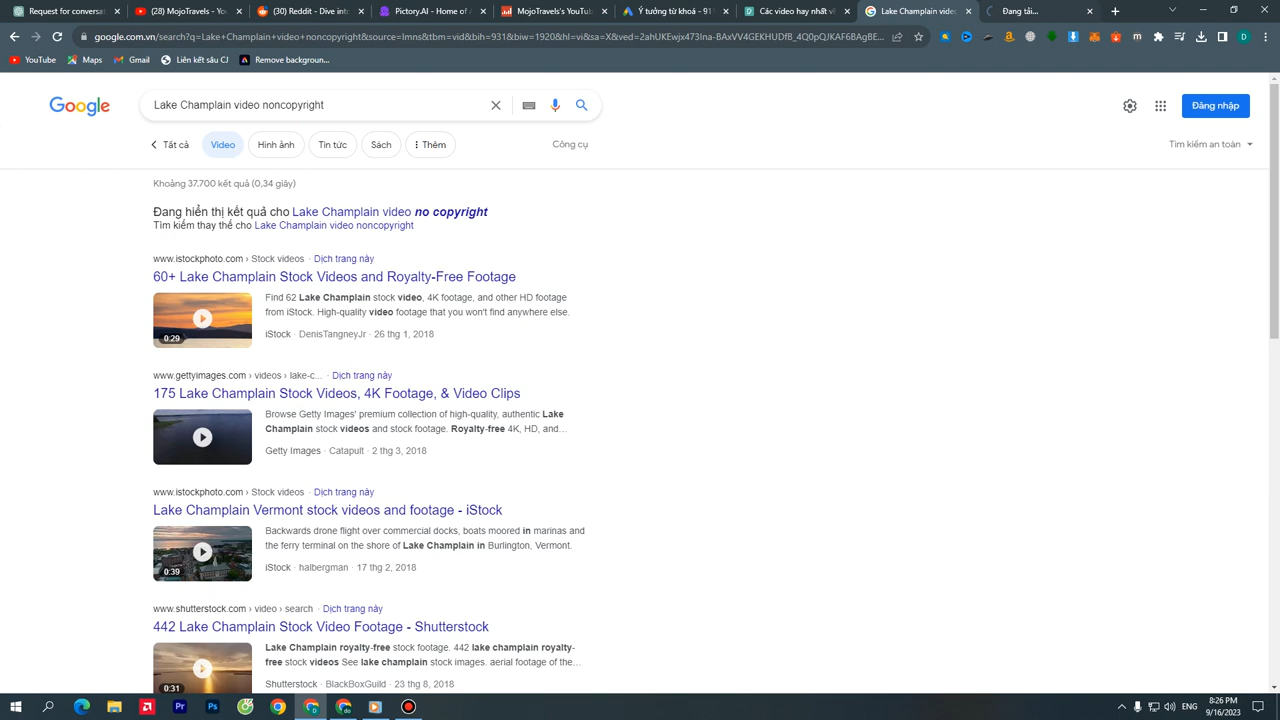 Request for conversation
(28) MoJoTravels - YouT
(30) Reddit - Dive into
Pictory.AI - Home of A
MojoTravels's YouTub
Ý tưởng từ khoá - 91
Các video hay nhất c
Lake Champlain video
Đang tải...
google.com.vn/search?q=Lake+Champlain+video+noncopyright&source=lnms&tbm=vid&biw=1920&hl=vi&sa=X&ved=
YouTube
Maps
Gmail
Liên kết sâu CJ
Remove backgroun...
Google
Lake Champlain video noncopyright
Đăng nhập
Tất cả
Video
Hình ảnh
Tin tức
Sách
Thêm
Công cụ
Tìm kiếm an toàn
Khoảng 37.700 kết quả (0,34 giây)
Đang hiển thị kết quả cho Lake Champlain video no copyright
Tìm kiếm thay thế cho Lake Champlain video noncopyright
www.istockphoto.com › Stock videos · Dịch trang này
60+ Lake Champlain Stock Videos and Royalty-Free Footage
Find 62 Lake Champlain stock video, 4K footage, and other HD footage
from iStock. High-quality video footage that you won't find anywhere else.
0:29
iStock · DenisTangneyJr · 26 thg 1, 2018
www.gettyimages.com › videos › lake-c... · Dịch trang này
175 Lake Champlain Stock Videos, 4K Footage, & Video Clips
Browse Getty Images' premium collection of high-quality, authentic Lake
Champlain stock videos and stock footage. Royalty-free 4K, HD, and…
Getty Images · Catapult · 2 thg 3, 2018
www.istockphoto.com › Stock videos · Dịch trang này
Lake Champlain Vermont stock videos and footage - iStock
Backwards drone flight over commercial docks, boats moored in marinas and
the ferry terminal on the shore of Lake Champlain in Burlington, Vermont.
0:39
iStock · halbergman · 17 thg 2, 2018
www.shutterstock.com › video › search · Dịch trang này
442 Lake Champlain Stock Video Footage - Shutterstock
Lake Champlain royalty-free stock footage. 442 lake champlain royalty-
free stock videos See lake champlain stock images. aerial footage of the…
0:31
Shutterstock · BlackBoxGuild · 23 thg 8, 2018
ENG
8:26 PM
9/16/2023